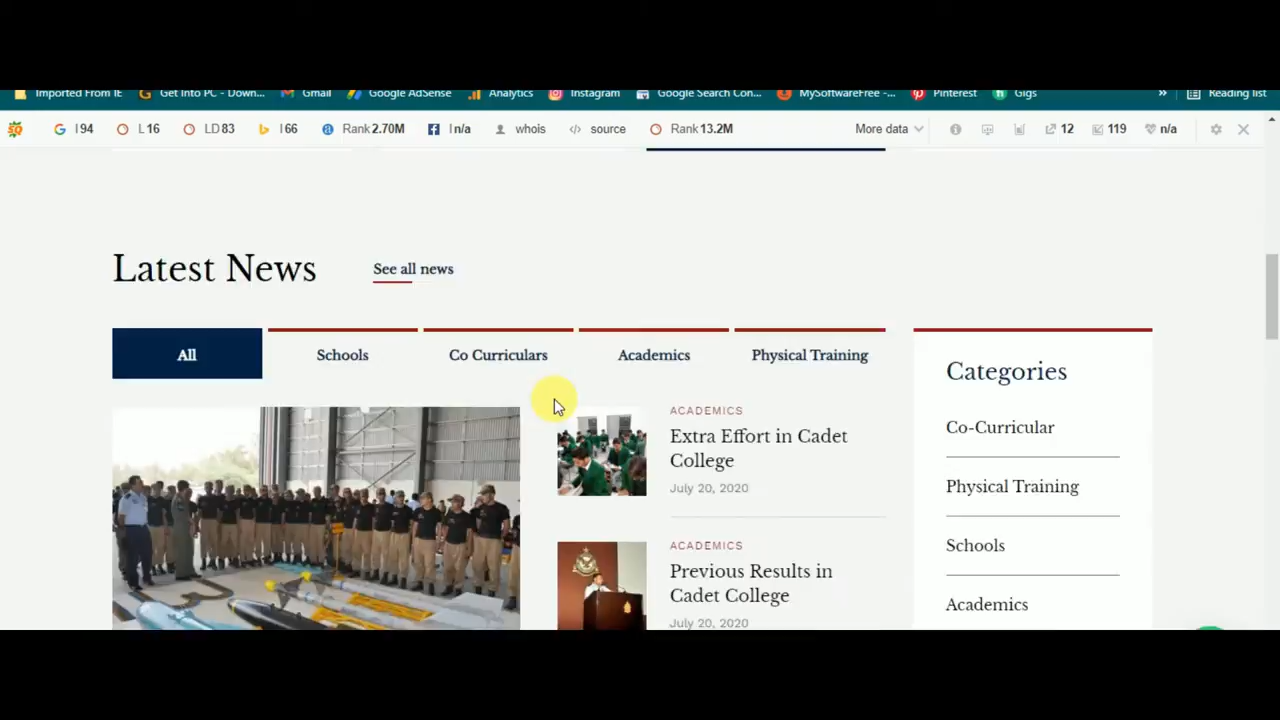 Imported From IE Get Into PC - Down... Gmail Google AdSense Analytics Instagram Google Search Con... MySoftwareFree -... Pinterest Gigs » Reading list
SQ I 94 L 16 LD 83 I 66 Rank 2.70M I n/a whois source Rank 13.2M More data 12 119 n/a
Latest News
See all news
All
Schools
Co Curriculars
Academics
Physical Training
ACADEMICS
Extra Effort in Cadet
College
July 20, 2020
ACADEMICS
Previous Results in
Cadet College
July 20, 2020
Categories
Co-Curricular
Physical Training
Schools
Academics